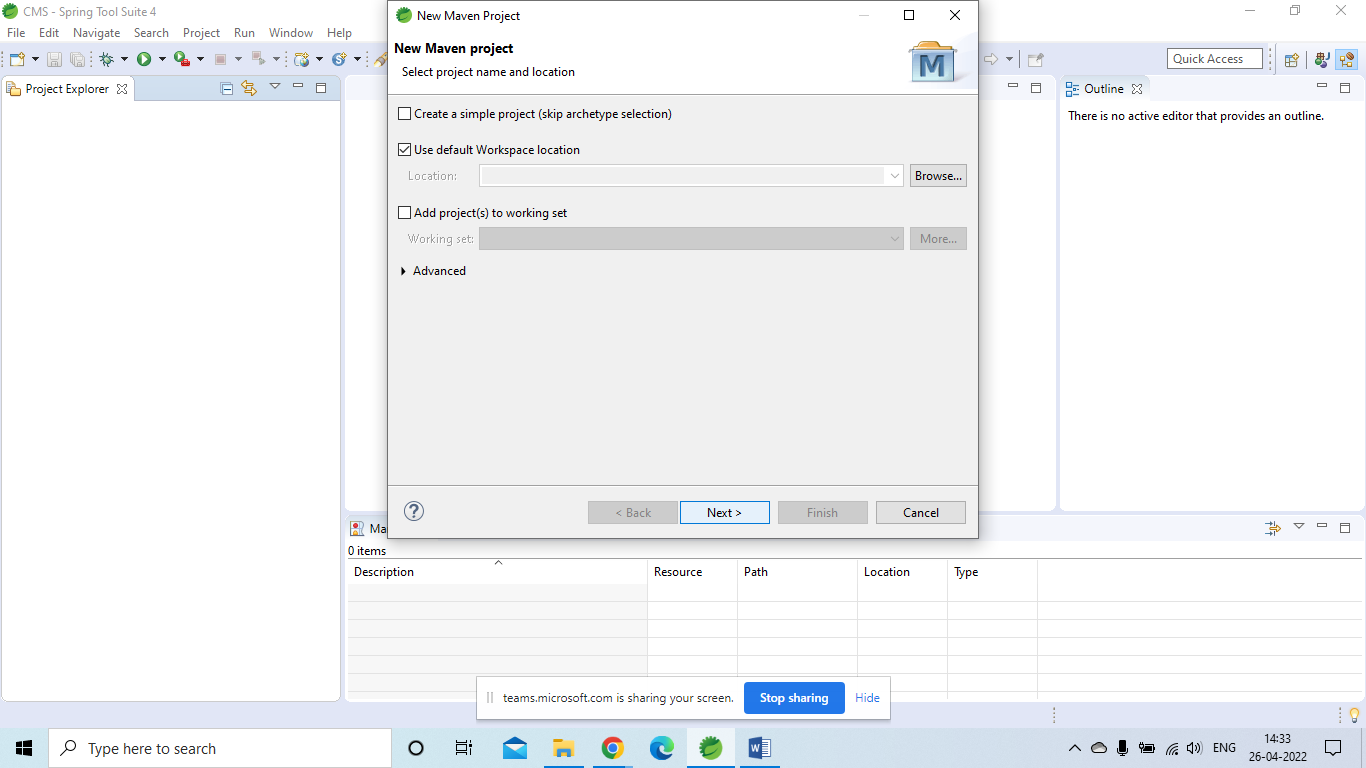 CMS - Spring Tool Suite 4
File Edit Navigate Search Project Run Window Help
Quick Access
Project Explorer
New Maven Project
New Maven project
Select project name and location
M
Create a simple project (skip archetype selection)
Use default Workspace location
Location:
Browse...
Add project(s) to working set
Working set:
More...
Advanced
?
< Back
Next >
Finish
Cancel
Outline
There is no active editor that provides an outline.
Ma
0 items
Description Resource Path Location Type
teams.microsoft.com is sharing your screen. Stop sharing Hide
Type here to search
ENG
14:33
26-04-2022